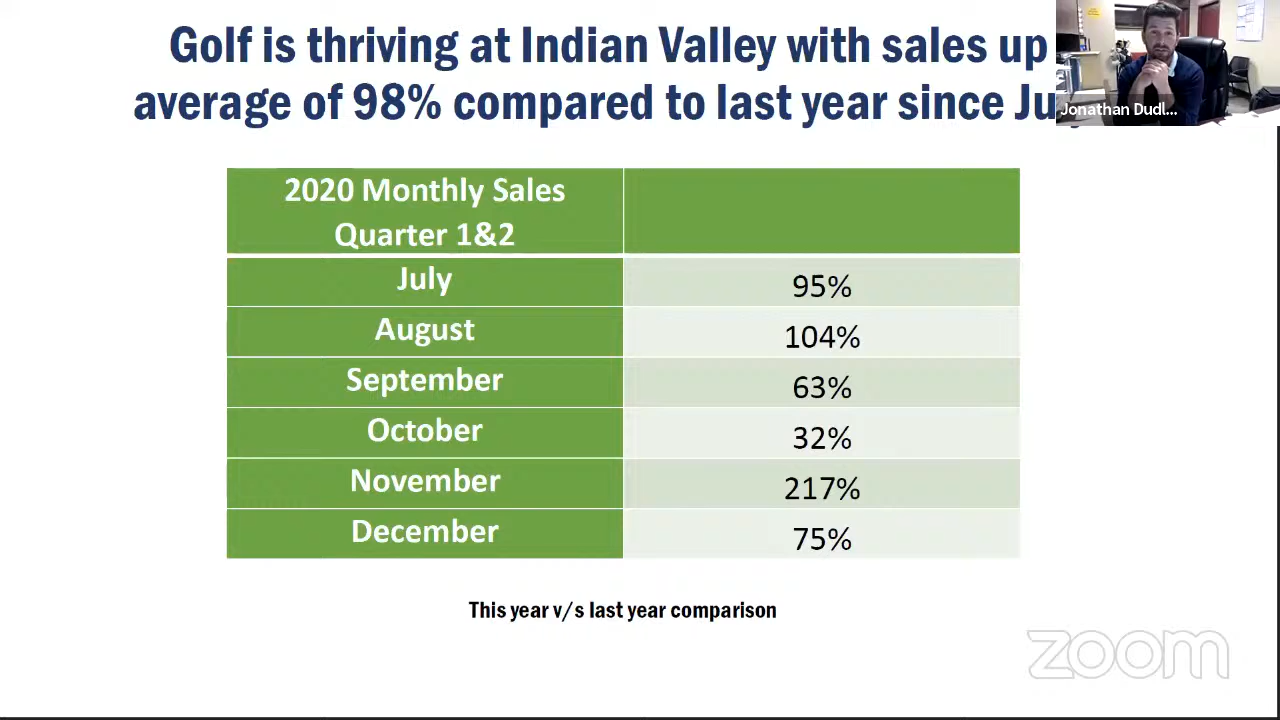 Golf is thriving at Indian Valley with sales up
average of 98% compared to last year since
Jonathan Dudl...
2020 Monthly Sales
Quarter 1&2
July 95%
August 104%
September 63%
October 32%
November 217%
December 75%
This year v/s last year comparison
zoom